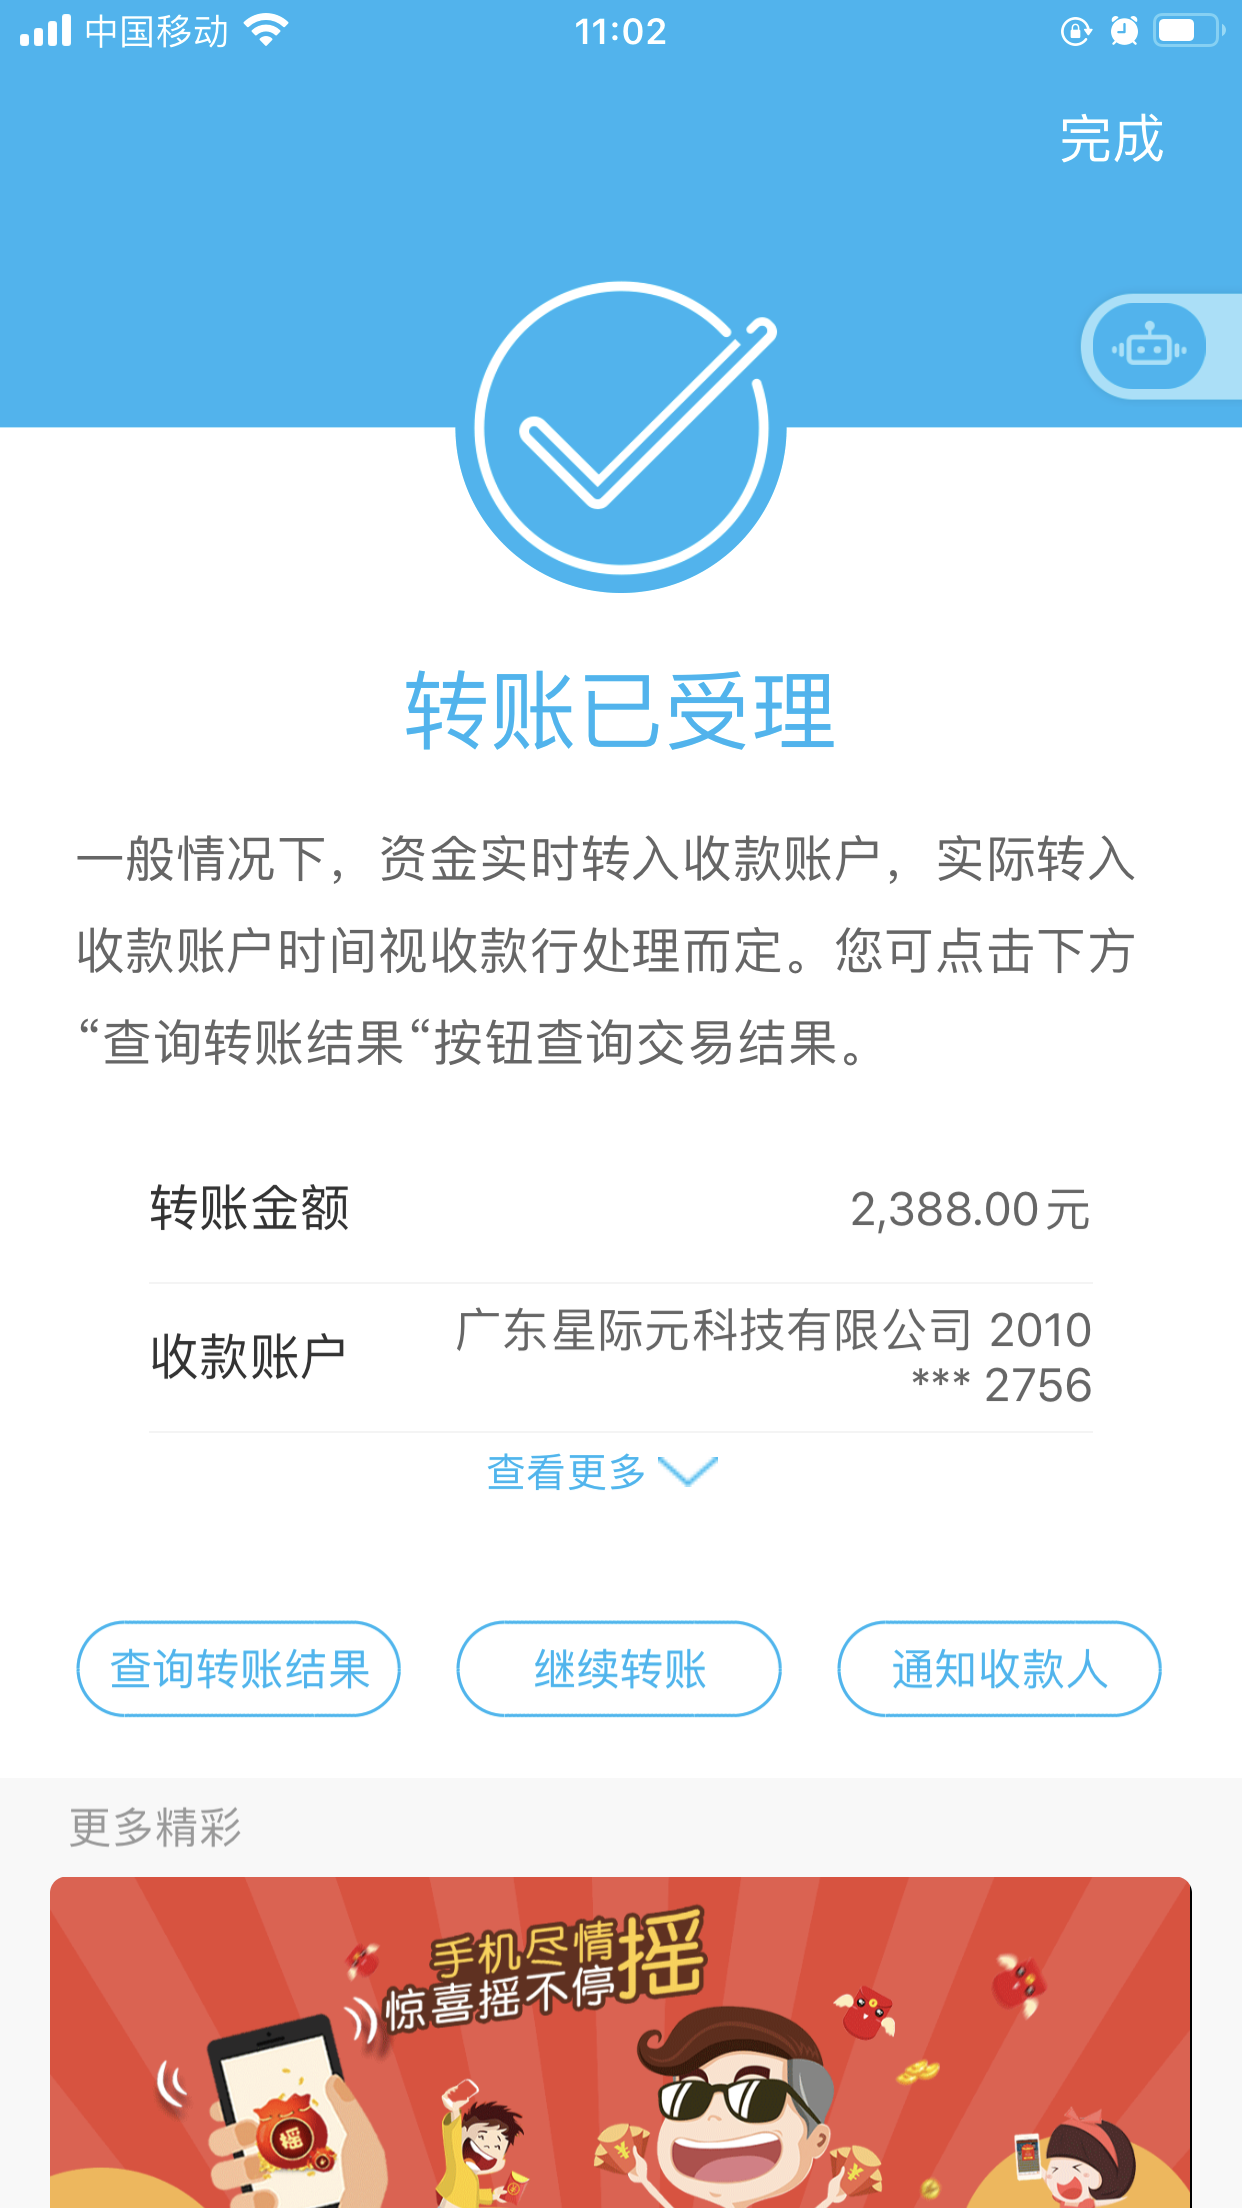 中国移动
11:02
完成
转账已受理
一般情况下，资金实时转入收款账户，实际转入
收款账户时间视收款行处理而定。您可点击下方
“查询转账结果“按钮查询交易结果。
转账金额
2,388.00元
收款账户
广东星际元科技有限公司 2010
*** 2756
查看更多
查询转账结果
继续转账
通知收款人
更多精彩
手机尽情摇
惊喜摇不停
摇